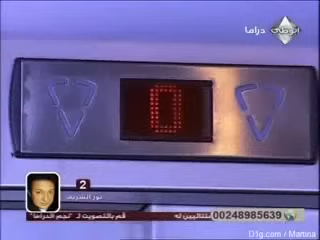 أبوظبي دراما
0
2
نور الشريف
قم بالتصويت لـ "نجم الدراما"
00248985639
D1g.com / Martina